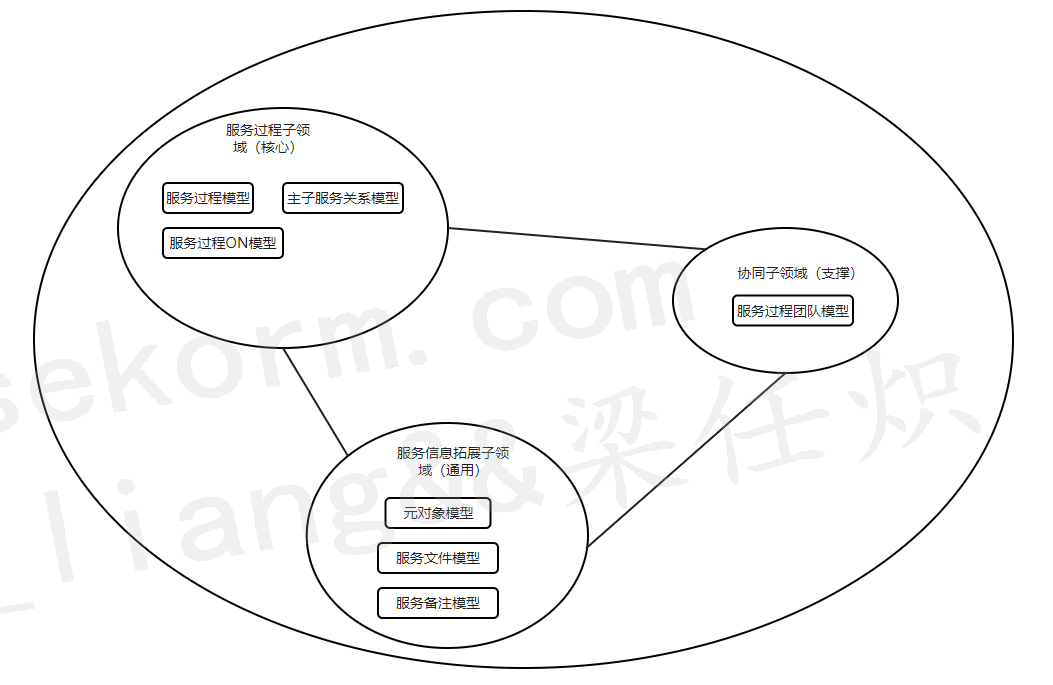 服务过程子领
域（核心）
服务过程模型
主子服务关系模型
服务过程ON模型
协同子领域（支撑）
服务过程团队模型
服务信息拓展子领
域（通用）
元对象模型
服务文件模型
服务备注模型
sekorm.com
_liang&&梁任炽